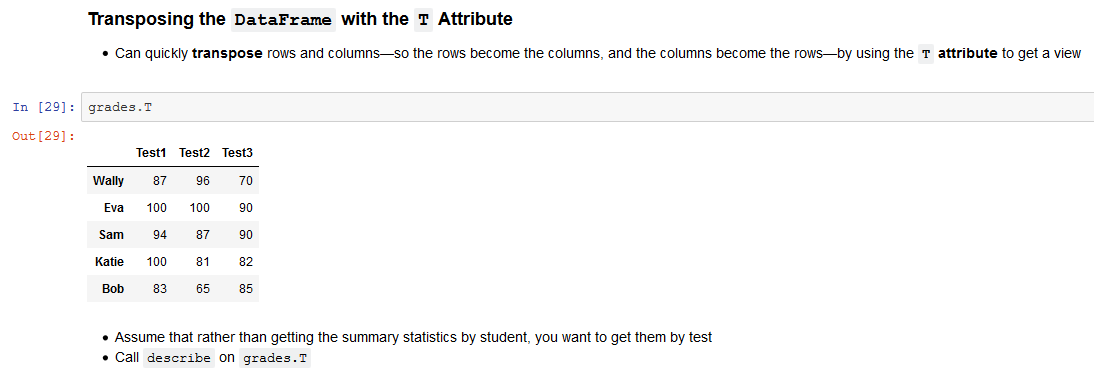 Transposing the DataFrame with the T Attribute
• Can quickly transpose rows and columns—so the rows become the columns, and the columns become the rows—by using the T attribute to get a view
In [29]: grades.T
Out[29]:
Test1 Test2 Test3
Wally 87 96 70
Eva 100 100 90
Sam 94 87 90
Katie 100 81 82
Bob 83 65 85
• Assume that rather than getting the summary statistics by student, you want to get them by test
• Call describe on grades.T